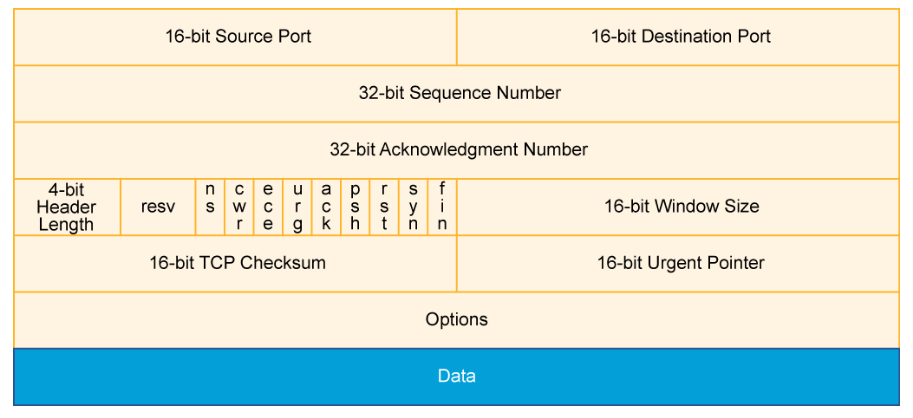 16-bit Source Port 16-bit Destination Port
32-bit Sequence Number
32-bit Acknowledgment Number
4-bit Header Length resv ns cwr ece urg ack psh rst syn fin 16-bit Window Size
16-bit TCP Checksum 16-bit Urgent Pointer
Options
Data